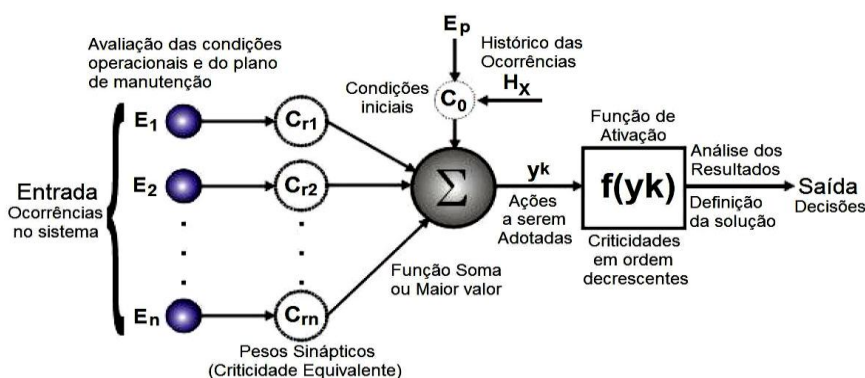 Avaliação das condições
operacionais e do plano
de manutenção
Entrada
Ocorrências
no sistema
E1
E2
En
Cr1
Cr2
Crn
Pesos Sinápticos
(Criticidade Equivalente)
Ep
Histórico das
Ocorrências
Hx
Condições
iniciais
C0
Σ
Função Soma
ou Maior valor
yk
Ações
a serem
Adotadas
Função de
Ativação
f(yk)
Criticidades
em ordem
decrescentes
Análise dos
Resultados
Definição
da solução
Saída
Decisões